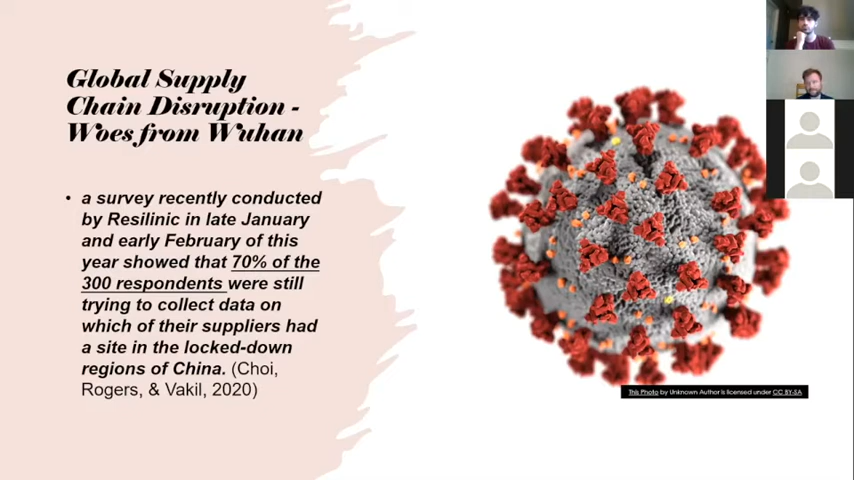 Global Supply
Chain Disruption -
Woes from Wuhan
• a survey recently conducted
by Resilinic in late January
and early February of this
year showed that 70% of the
300 respondents were still
trying to collect data on
which of their suppliers had
a site in the locked-down
regions of China. (Choi,
Rogers, & Vakil, 2020)
This Photo by Unknown Author is licensed under CC BY-SA